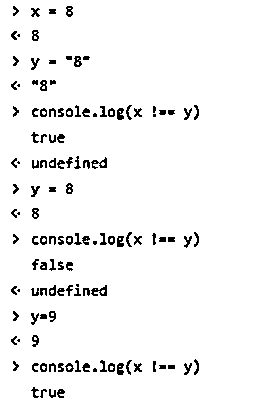 > x = 8
<· 8
> y = "8"
<· "8"
> console.log(x !== y)
true
<· undefined
> y = 8
<· 8
> console.log(x !== y)
false
<· undefined
> y=9
<· 9
> console.log(x !== y)
true